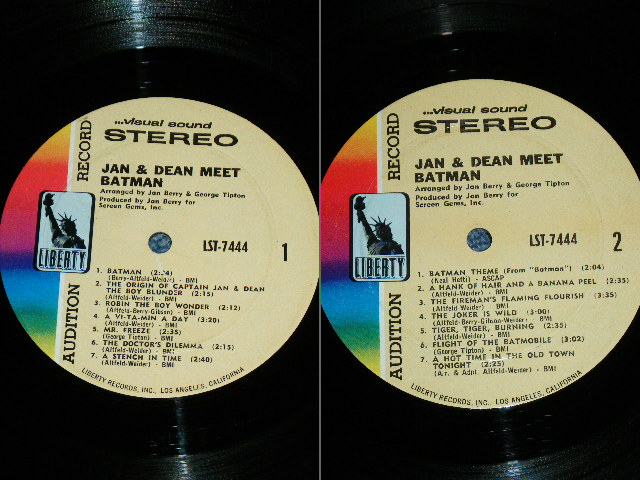 ...visual sound
STEREO
JAN & DEAN MEET
BATMAN
Arranged by Jan Berry & George Tipton
Produced by Jan Berry for
Screen Gems, Inc.
AUDITION RECORD
LIBERTY
LST-7444
1
1. BATMAN (2:54)
(Berry-Altfeld-Weider) - BMI
2. THE ORIGIN OF CAPTAIN JAN & DEAN
THE BOY BLUNDER (2:15)
(Altfeld-Weider) - BMI
3. ROBIN THE BOY WONDER (2:12)
(Altfeld-Berry-Gibson) - BMI
4. A VI-TA-MIN A DAY (3:20)
(Altfeld-Weider) - BMI
5. MR. FREEZE (2:35)
(George Tipton) - BMI
6. THE DOCTOR'S DILEMMA (2:15)
(Altfeld-Weider) - BMI
7. A STENCH IN TIME (2:40)
(Altfeld-Weider) - BMI
LIBERTY RECORDS, INC., LOS ANGELES, CALIFORNIA
...visual sound
STEREO
JAN & DEAN MEET
BATMAN
Arranged by Jan Berry & George Tipton
Produced by Jan Berry for
Screen Gems, Inc.
AUDITION RECORD
LIBERTY
LST-7444
2
1. BATMAN THEME (From "Batman") (2:04)
(Neal Hefti) - ASCAP
2. A HANK OF HAIR AND A BANANA PEEL (2:35)
(Altfeld-Weider) - BMI
3. THE FIREMAN'S FLAMING FLOURISH (3:35)
(Altfeld-Weider) - BMI
4. THE JOKER IS WILD (3:00)
(Altfeld-Berry-Gibson-Weider) - BMI
5. TIGER, TIGER, BURNING (2:35)
(Altfeld-Weider) - BMI
6. FLIGHT OF THE BATMOBILE (3:02)
(George Tipton) - BMI
7. A HOT TIME IN THE OLD TOWN
TONIGHT (2:25)
(Arr. & Adpt. Altfeld-Weider) - BMI
LIBERTY RECORDS, INC., LOS ANGELES, CALIFORNIA